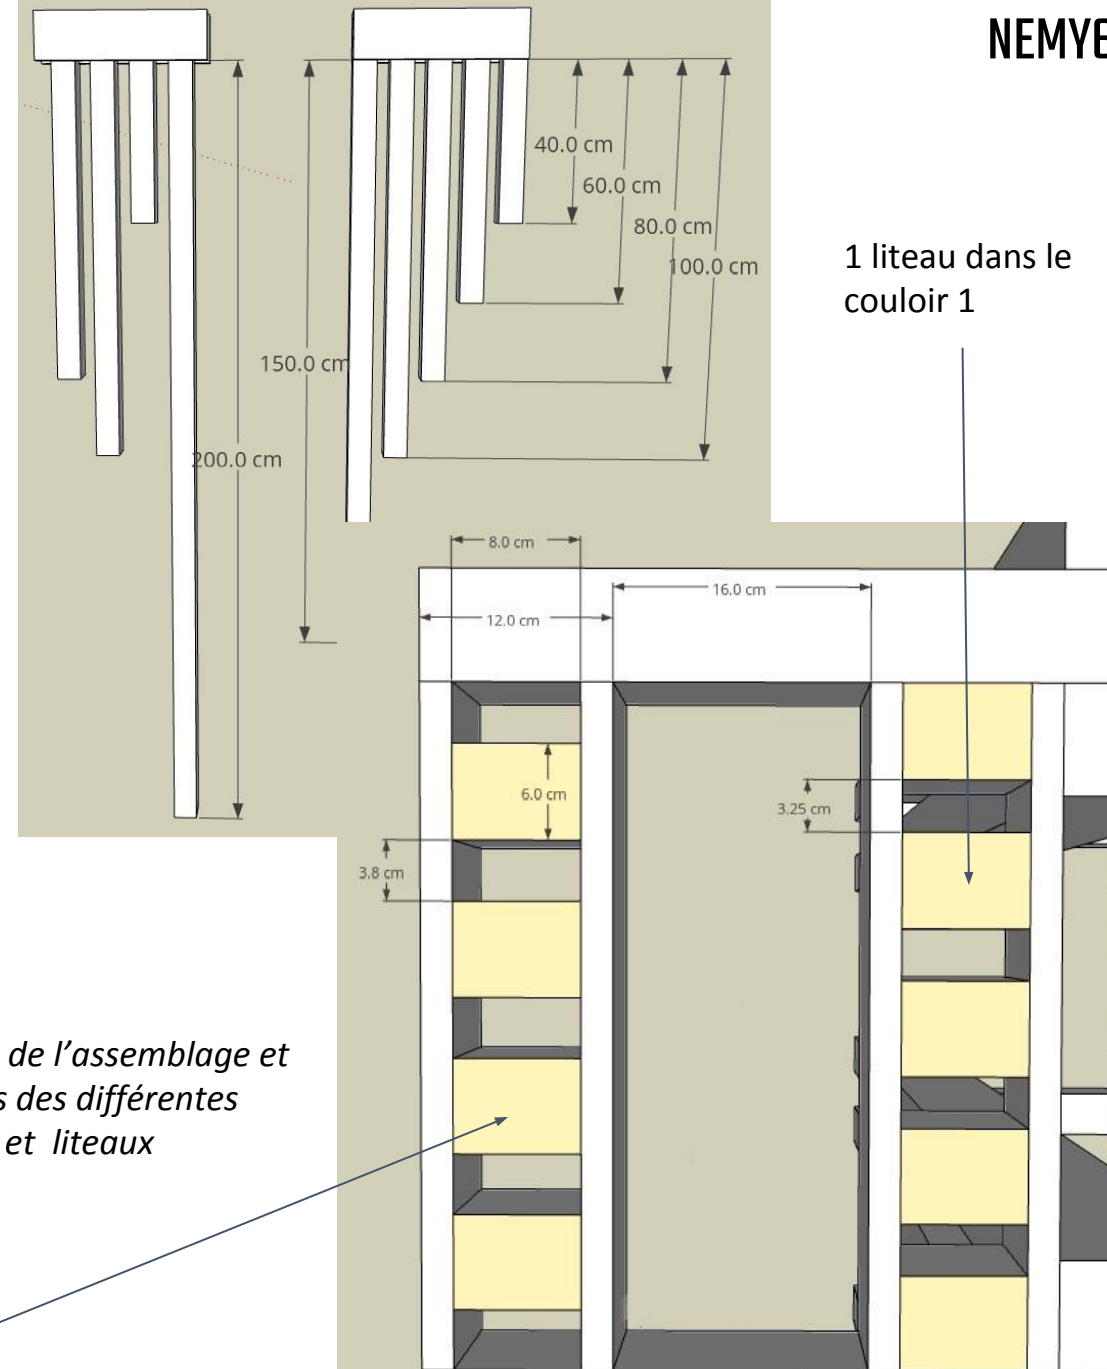 NEMYE
40.0 cm
60.0 cm
80.0 cm
100.0 cm
150.0 cm
200.0 cm
1 liteau dans le
couloir 1
8.0 cm
16.0 cm
12.0 cm
6.0 cm
3.25 cm
3.8 cm
de l’assemblage et
s des différentes
et liteaux